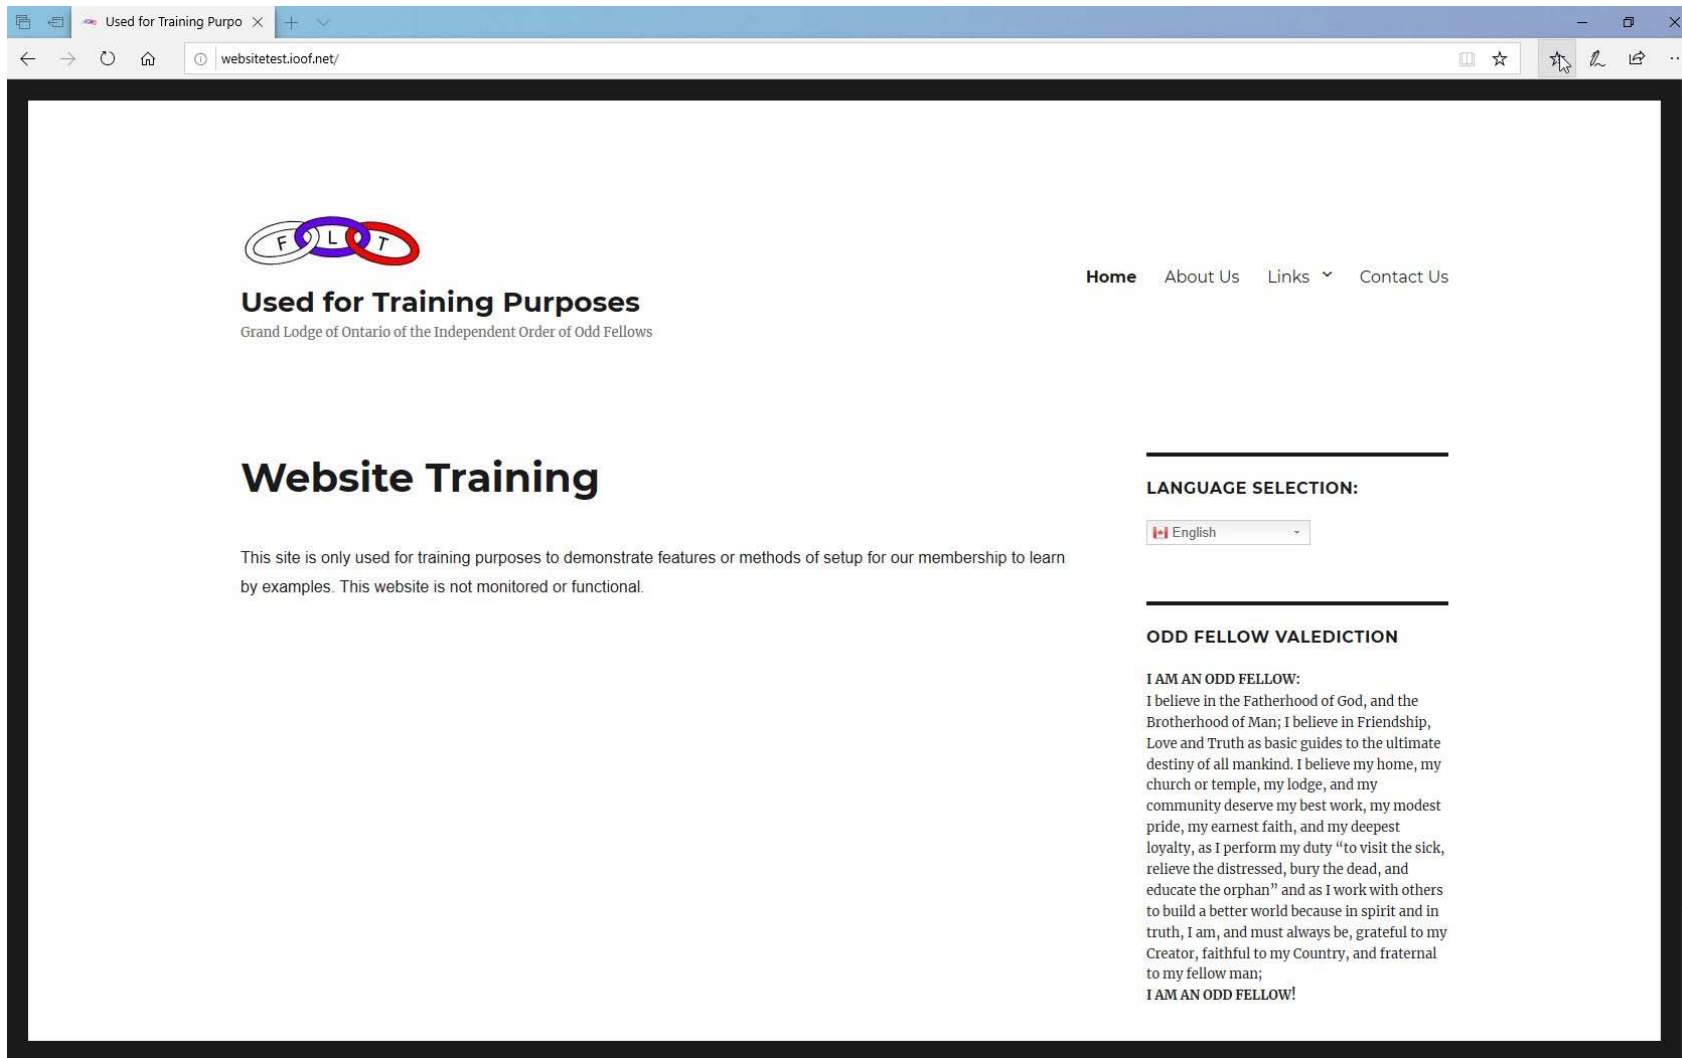 Used for Training Purpo
websitetest.ioof.net/
F L T
Used for Training Purposes
Grand Lodge of Ontario of the Independent Order of Odd Fellows
Home About Us Links Contact Us
Website Training
This site is only used for training purposes to demonstrate features or methods of setup for our membership to learn
by examples. This website is not monitored or functional.
LANGUAGE SELECTION:
English
ODD FELLOW VALEDICTION
I AM AN ODD FELLOW:
I believe in the Fatherhood of God, and the
Brotherhood of Man; I believe in Friendship,
Love and Truth as basic guides to the ultimate
destiny of all mankind. I believe my home, my
church or temple, my lodge, and my
community deserve my best work, my modest
pride, my earnest faith, and my deepest
loyalty, as I perform my duty “to visit the sick,
relieve the distressed, bury the dead, and
educate the orphan” and as I work with others
to build a better world because in spirit and in
truth, I am, and must always be, grateful to my
Creator, faithful to my Country, and fraternal
to my fellow man;
I AM AN ODD FELLOW!